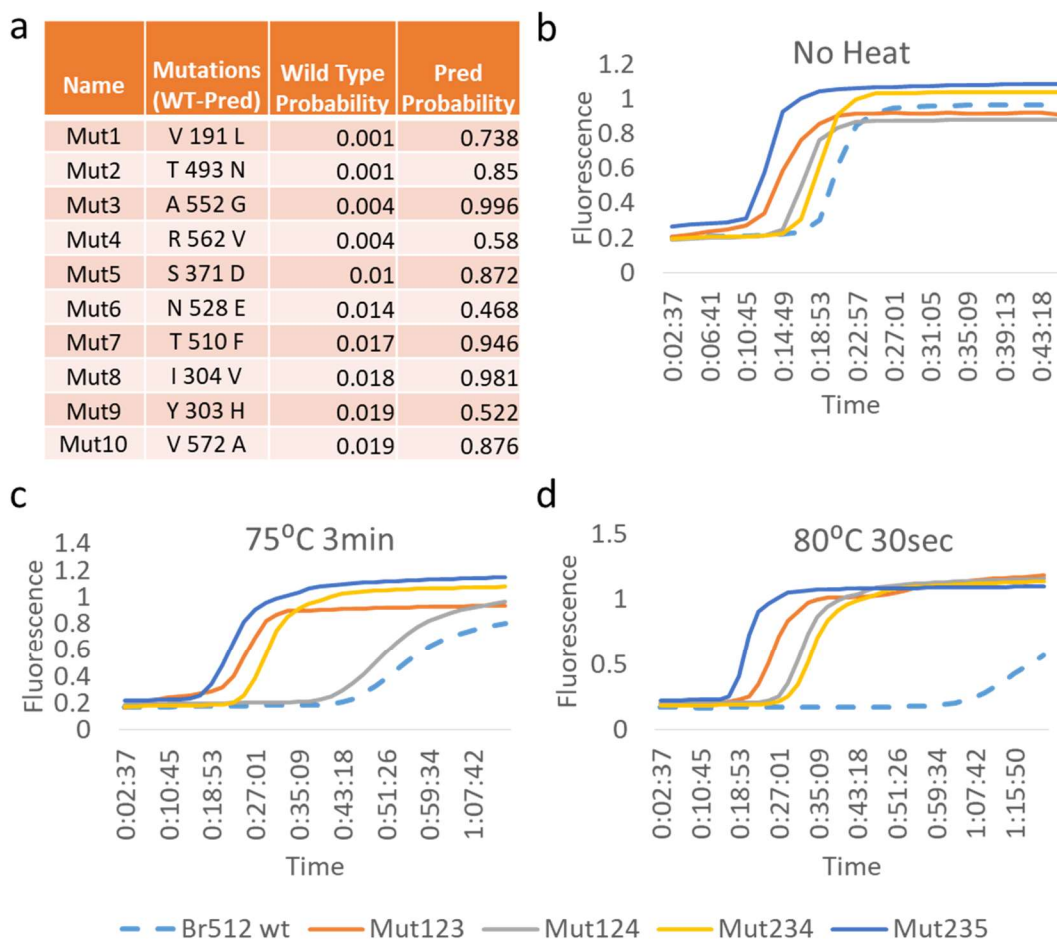 a
Name Mutations (WT-Pred) Wild Type Probability Pred Probability
Mut1 V 191 L 0.001 0.738
Mut2 T 493 N 0.001 0.85
Mut3 A 552 G 0.004 0.996
Mut4 R 562 V 0.004 0.58
Mut5 S 371 D 0.01 0.872
Mut6 N 528 E 0.014 0.468
Mut7 T 510 F 0.017 0.946
Mut8 I 304 V 0.018 0.981
Mut9 Y 303 H 0.019 0.522
Mut10 V 572 A 0.019 0.876
b
No Heat
Fluorescence
1.2
1
0.8
0.6
0.4
0.2
0
0:02:37
0:06:41
0:10:45
0:14:49
0:18:53
0:22:57
0:27:01
0:31:05
0:35:09
0:39:13
0:43:18
Time
c
75⁰C 3min
Fluorescence
1.4
1.2
1
0.8
0.6
0.4
0.2
0
0:02:37
0:10:45
0:18:53
0:27:01
0:35:09
0:43:18
0:51:26
0:59:34
1:07:42
Time
d
80⁰C 30sec
Fluorescence
1.5
1
0.5
0
0:02:37
0:10:45
0:18:53
0:27:01
0:35:09
0:43:18
0:51:26
0:59:34
1:07:42
1:15:50
Time
Br512 wt Mut123 Mut124 Mut234 Mut235